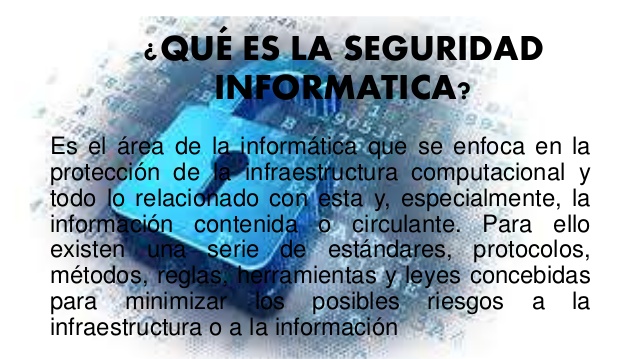 ¿QUÉ ES LA SEGURIDAD
INFORMATICA?
Es el área de la informática que se enfoca en la
protección de la infraestructura computacional y
todo lo relacionado con esta y, especialmente, la
información contenida o circulante. Para ello
existen una serie de estándares, protocolos,
métodos, reglas, herramientas y leyes concebidas
para minimizar los posibles riesgos a la
infraestructura o a la información